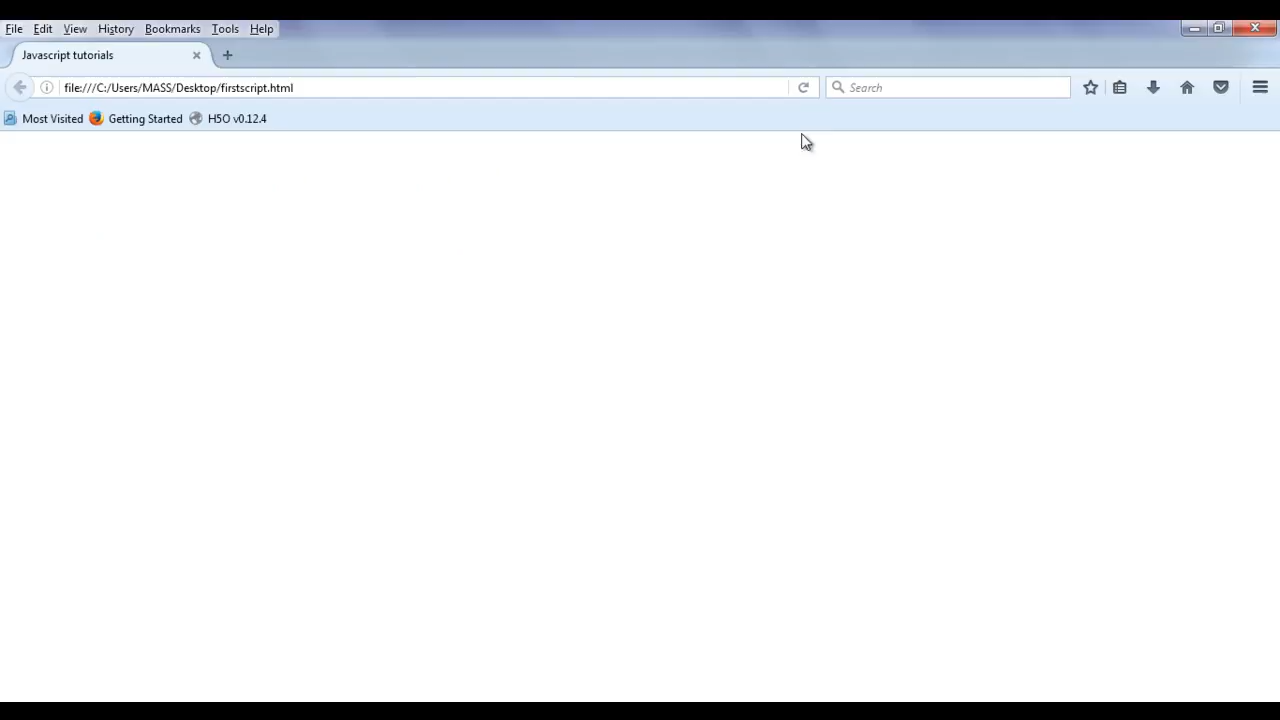 File Edit View History Bookmarks Tools Help
Javascript tutorials
file:///C:/Users/MASS/Desktop/firstscript.html Search
Most Visited Getting Started H5O v0.12.4